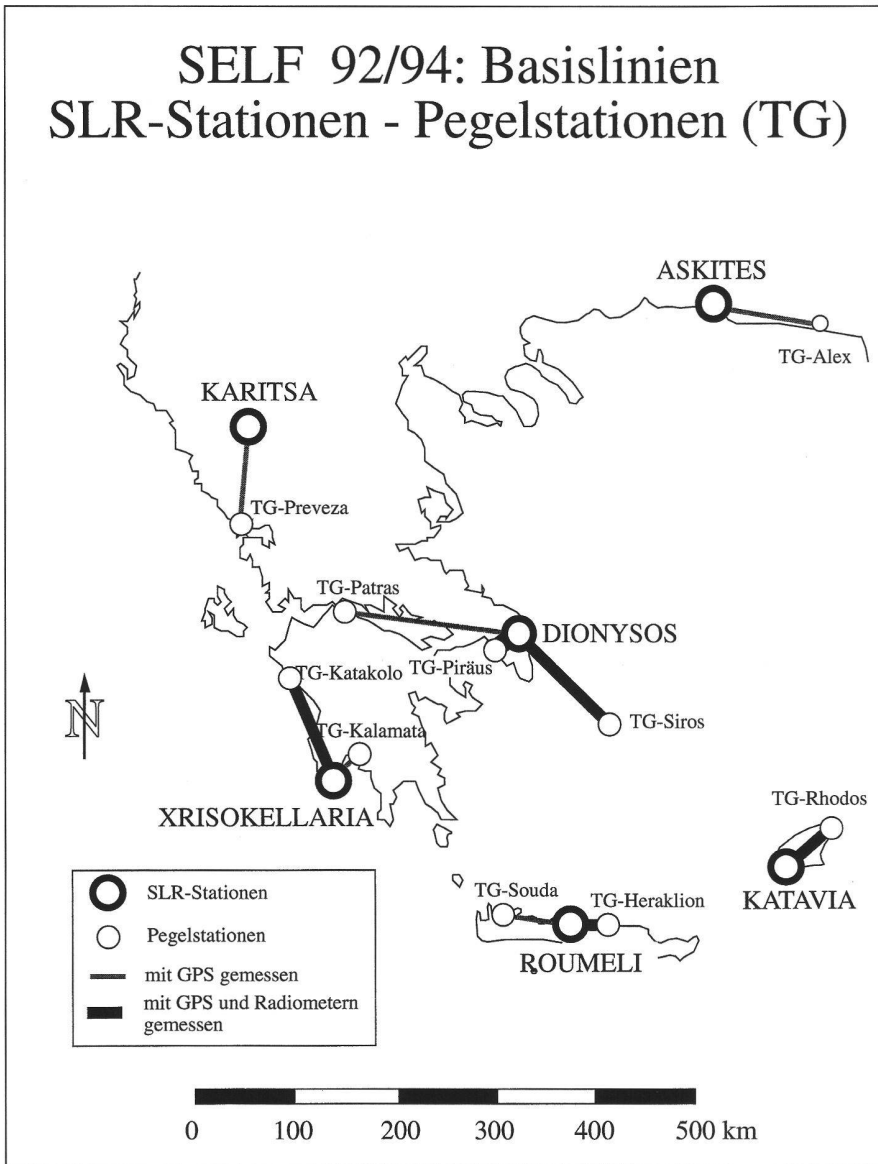 SELF 92/94: Basislinien
SLR-Stationen - Pegelstationen (TG)
ASKITES
TG-Alex
KARITSA
TG-Preveza
TG-Patras
DIONYSOS
TG-Piräus
TG-Katakolo
TG-Siros
TG-Kalamata
N
XRISOKELLARIA
TG-Rhodos
KATAVIA
TG-Souda
TG-Heraklion
ROUMELI
SLR-Stationen
Pegelstationen
mit GPS gemessen
mit GPS und Radiometern
gemessen
0 100 200 300 400 500 km